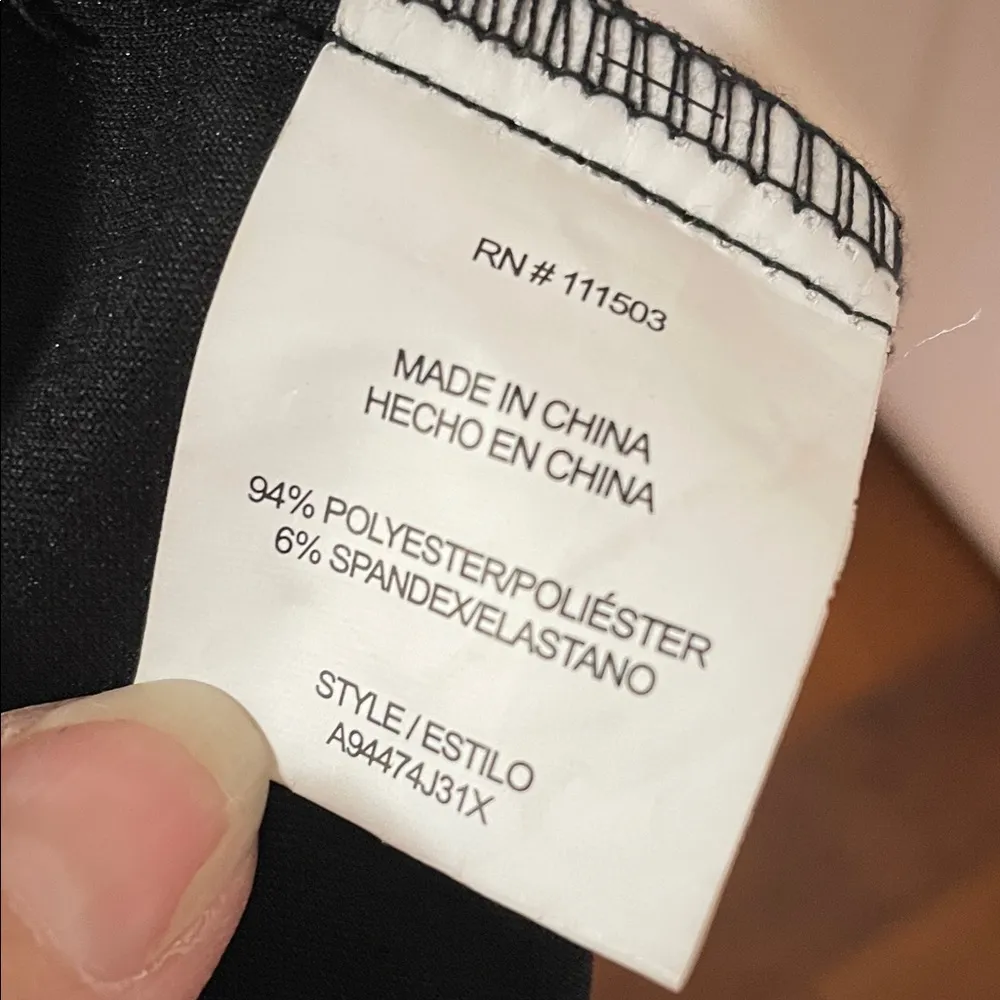 RN # 111503
MADE IN CHINA
HECHO EN CHINA
94% POLYESTER/POLIÉSTER
6% SPANDEX/ELASTANO
STYLE / ESTILO
A94474J31X